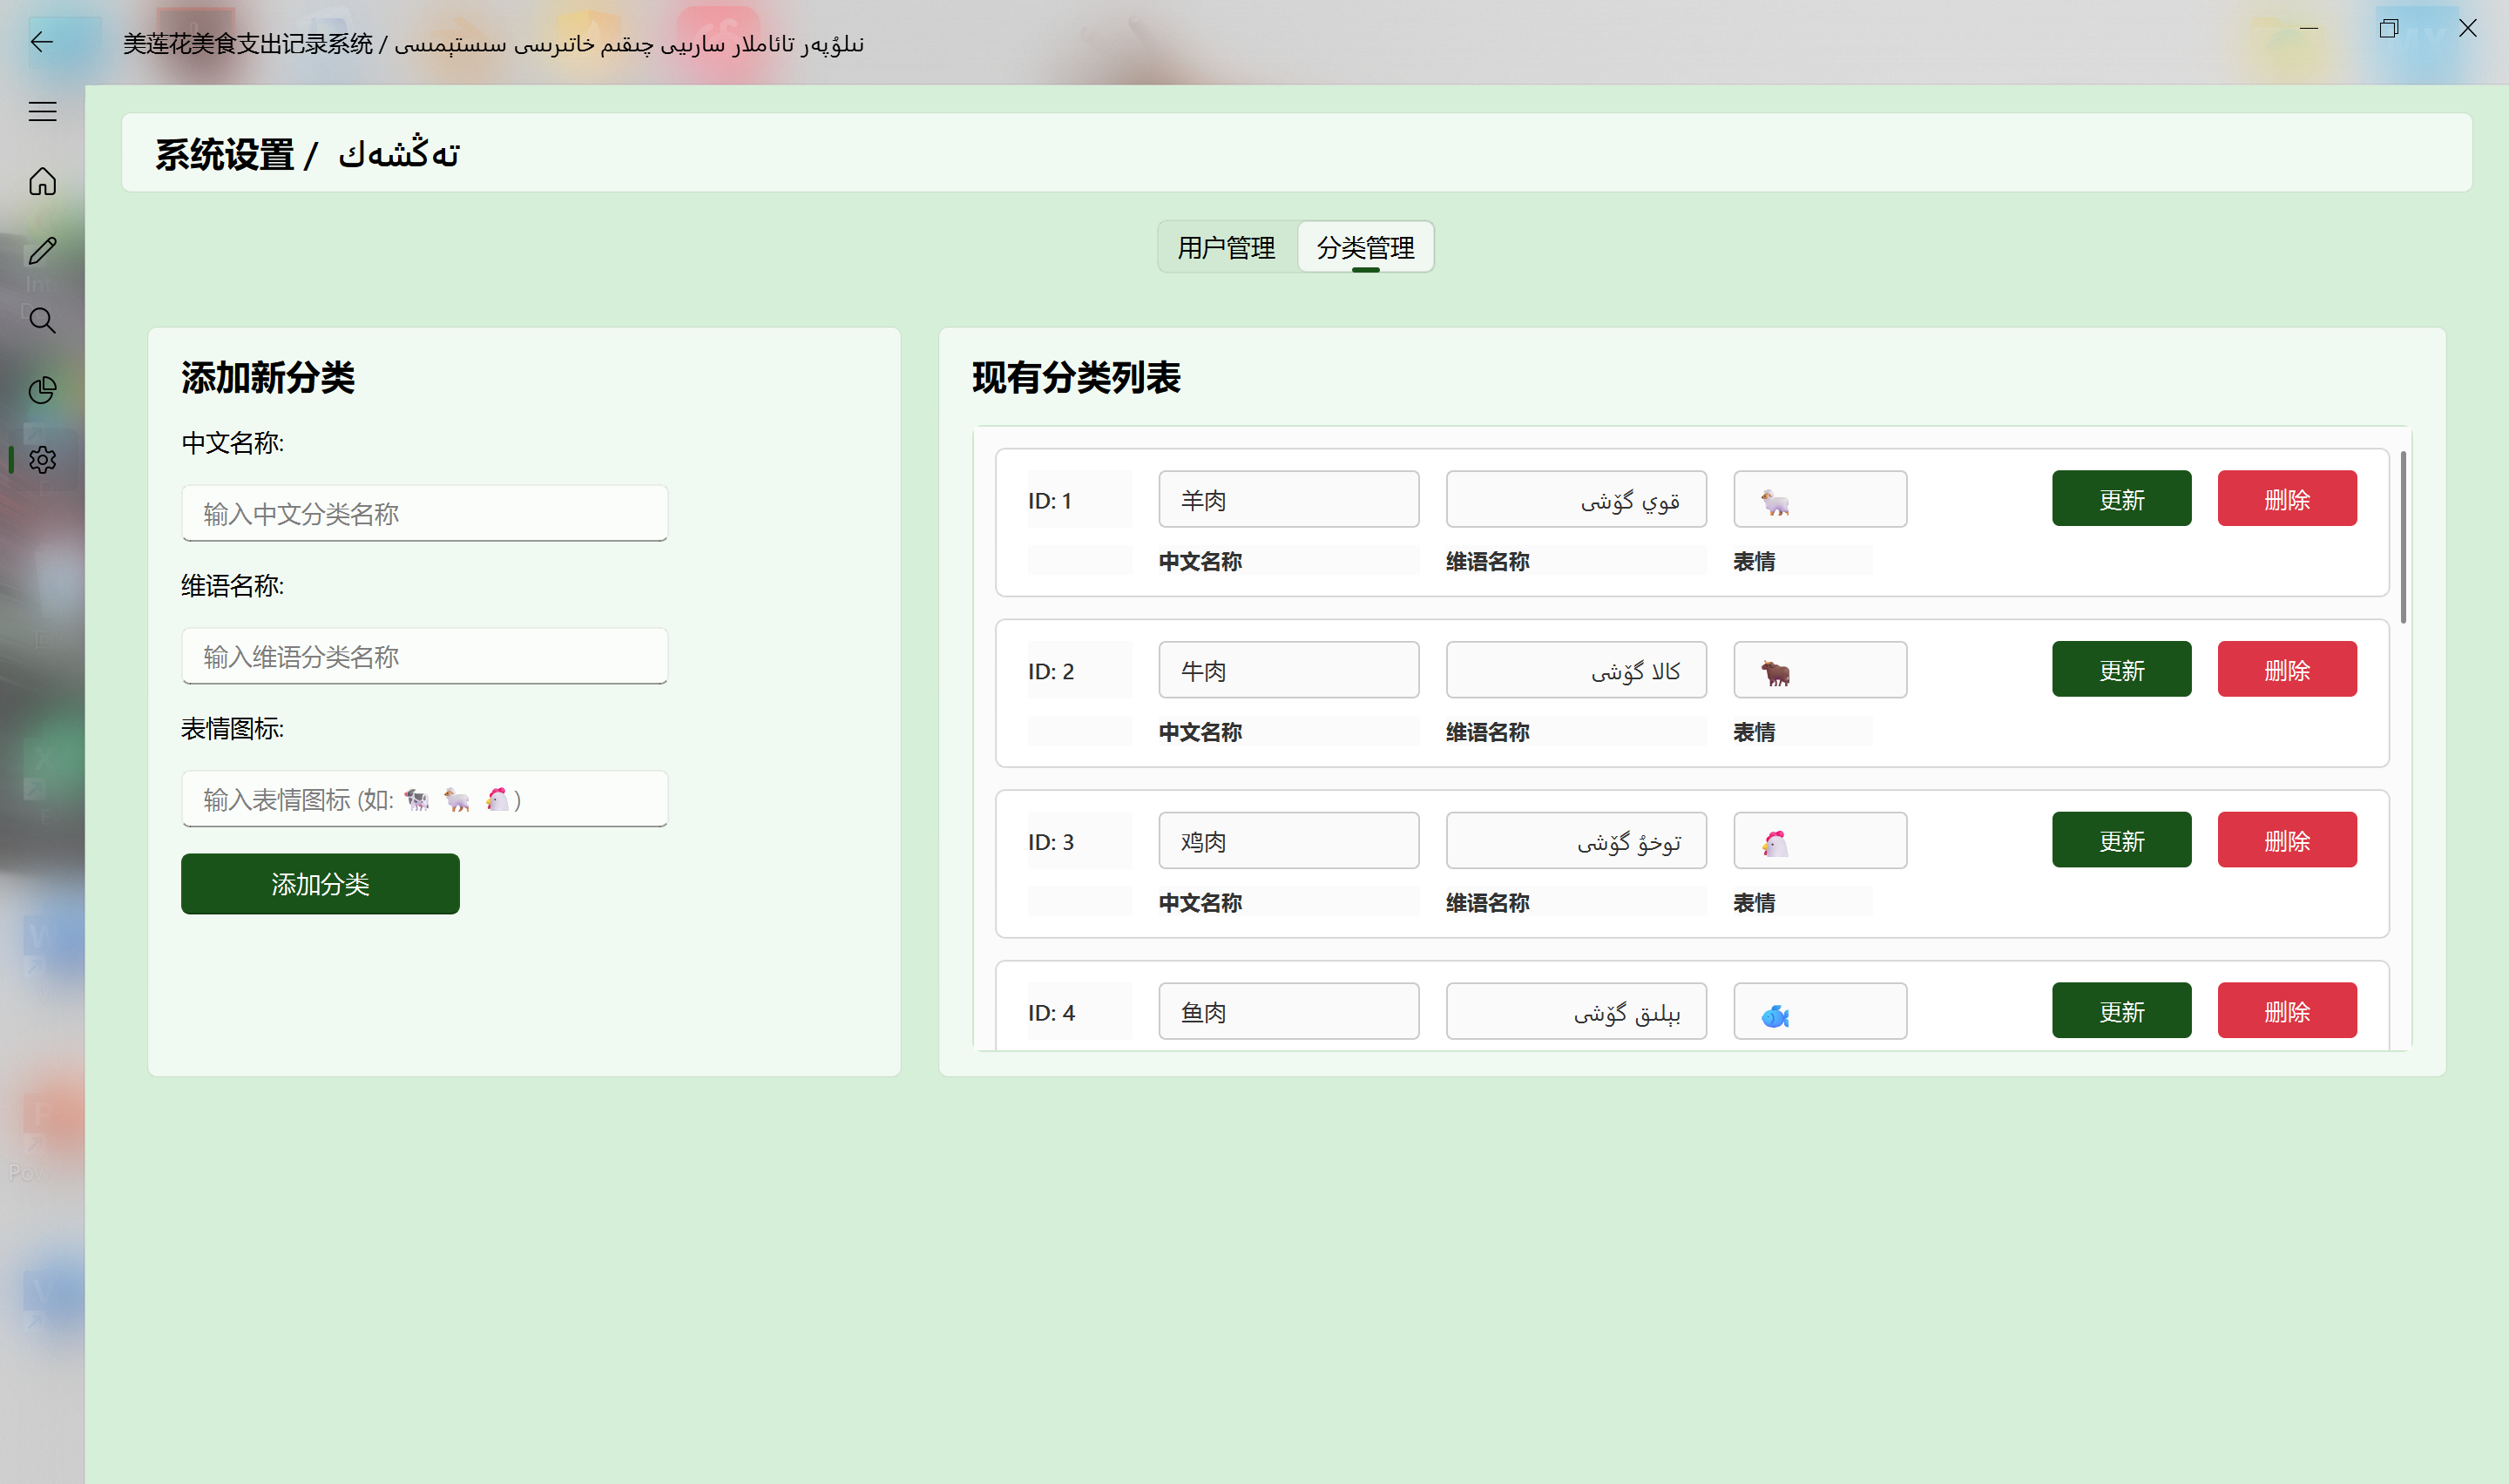 美莲花美食支出记录系统 / نىلۇپەر تائاملار سارىيى چىقىم خاتىرىسى سىستېمىسى
系统设置 / تەڭشەك
用户管理
分类管理
添加新分类
中文名称:
输入中文分类名称
维语名称:
输入维语分类名称
表情图标:
输入表情图标 (如: 🐄 🐑 🐔)
添加分类
现有分类列表
ID: 1 羊肉 قوي گۆشى 🐑 更新 删除
中文名称 维语名称 表情
ID: 2 牛肉 كالا گۆشى 🐂 更新 删除
中文名称 维语名称 表情
ID: 3 鸡肉 توخۇ گۆشى 🐔 更新 删除
中文名称 维语名称 表情
ID: 4 鱼肉 بېلىق گۆشى 🐟 更新 删除